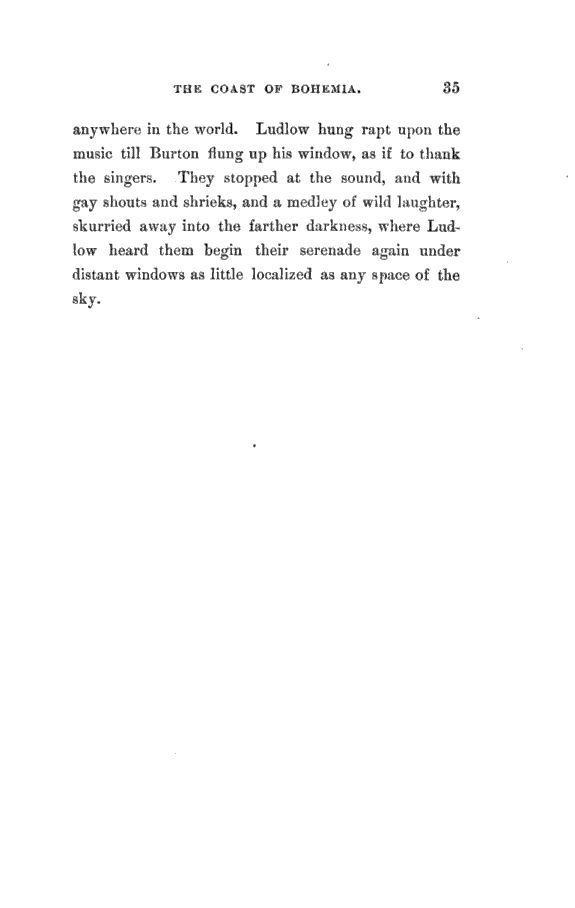 THE COAST OF BOHEMIA. 35
anywhere in the world. Ludlow hung rapt upon the
music till Burton flung up his window, as if to thank
the singers. They stopped at the sound, and with
gay shouts and shrieks, and a medley of wild laughter,
skurried away into the farther darkness, where Lud-
low heard them begin their serenade again under
distant windows as little localized as any space of the
sky.